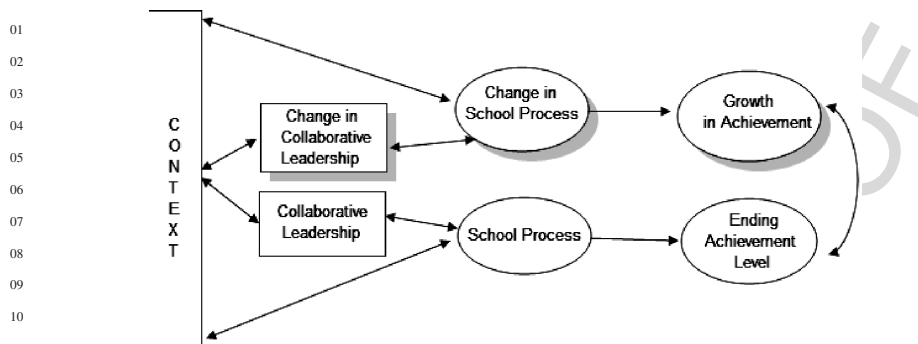 01
02
03
04
05
06
07
08
09
10
CONTEXT
Change in
Collaborative
Leadership
Collaborative
Leadership
Change in
School Process
School Process
Growth
in Achievement
Ending
Achievement
Level